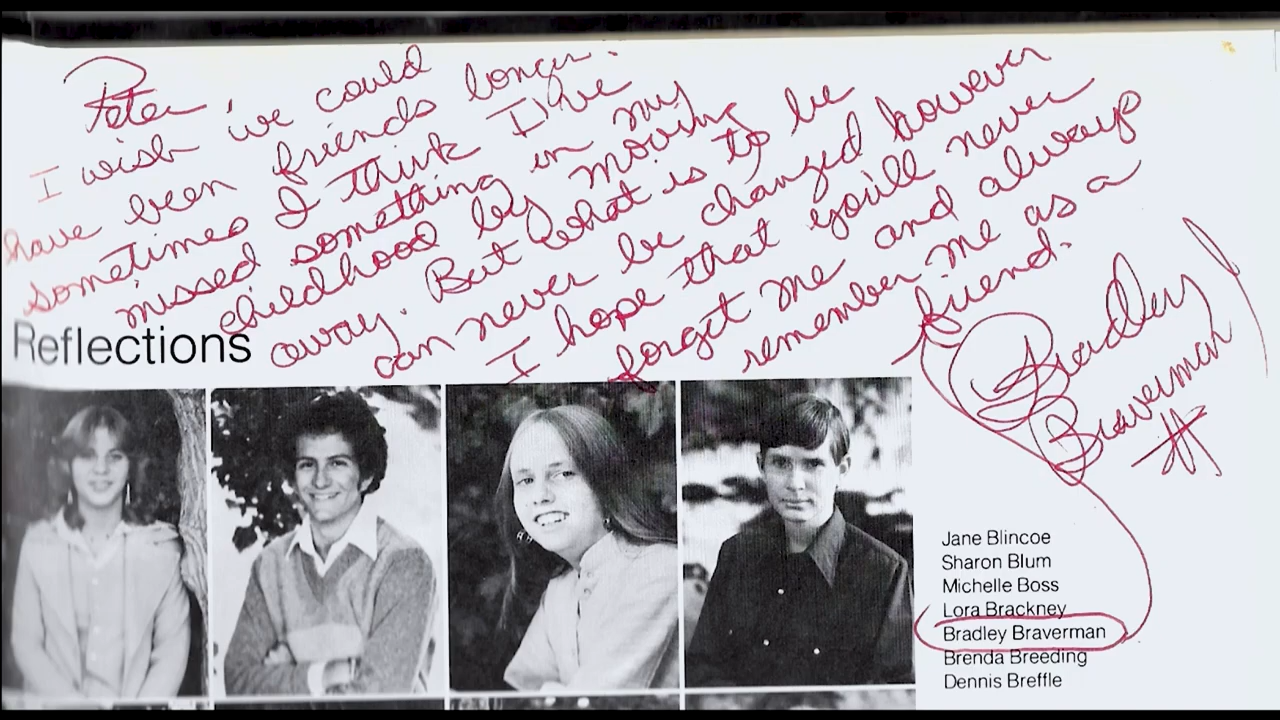 Peter
I wish we could
have been friends longer.
sometimes I think I've
missed something in my
childhood by moving
away. But what is to be
can never be changed however
I hope that you'll never
forget me and always
remember me as a
friend.
Bradley
Braverman
Reflections
Jane Blincoe
Sharon Blum
Michelle Boss
Lora Brackney
Bradley Braverman
Brenda Breeding
Dennis Breffle